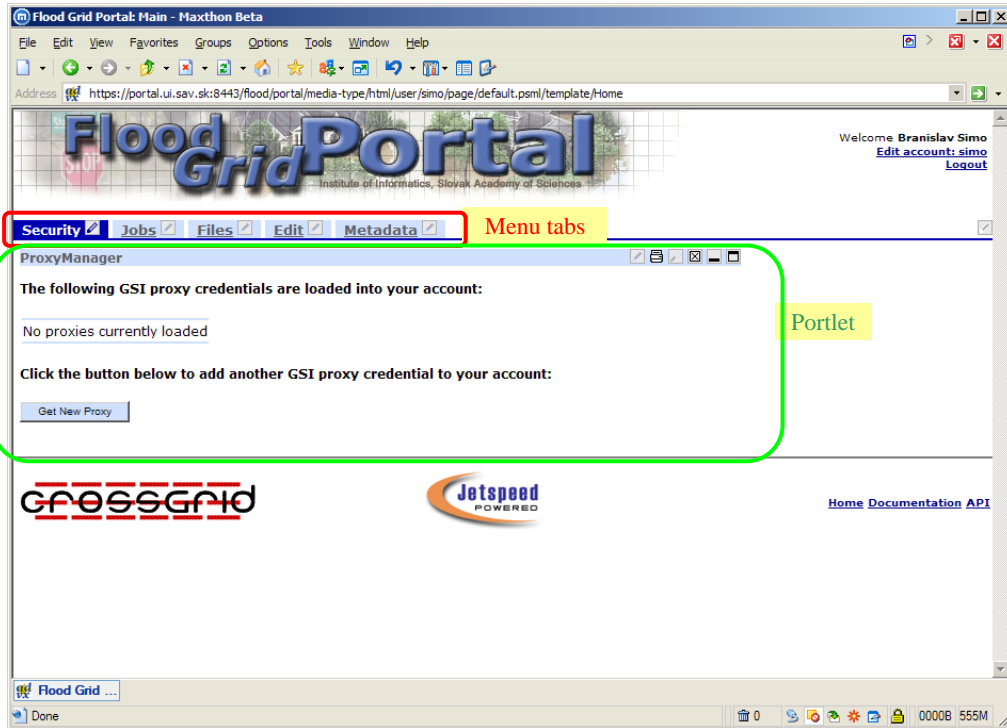 Flood Grid Portal: Main - Maxthon Beta
File Edit View Favorites Groups Options Tools Window Help
Address https://portal.ui.sav.sk:8443/flood/portal/media-type/html/user/simo/page/default.psml/template/Home
STOP
Flood Grid Portal
Institute of Informatics, Slovak Academy of Sciences
Welcome Branislav Simo
Edit account: simo
Logout
Security Jobs Files Edit Metadata
Menu tabs
ProxyManager
The following GSI proxy credentials are loaded into your account:
Portlet
No proxies currently loaded
Click the button below to add another GSI proxy credential to your account:
Get New Proxy
crossGrid
Jetspeed
POWERED
Home Documentation API
Flood Grid ...
Done
0 0000B 555M